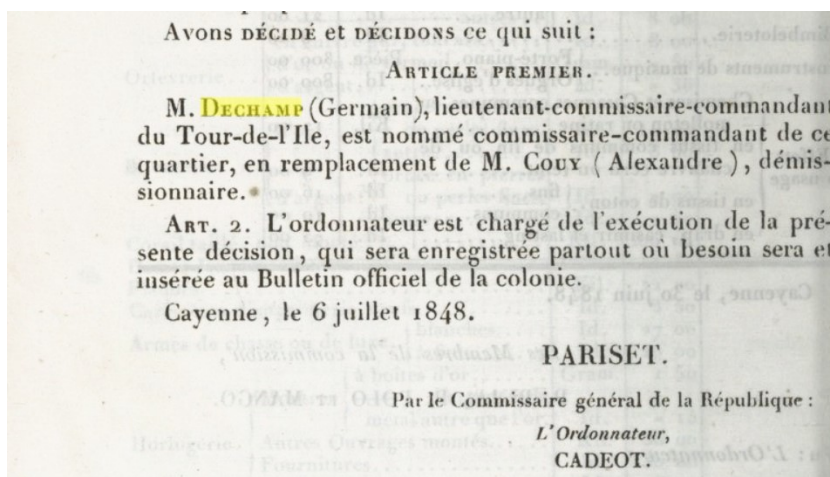 Avons DÉCIDÉ et DÉCIDONS ce qui suit :
ARTICLE PREMIER.
M. DECHAMP (Germain), lieutenant-commissaire-commandant
du Tour-de-l'Ile, est nommé commissaire-commandant de ce
quartier, en remplacement de M. Coux ( Alexandre ), démis-
sionnaire.
ART. 2. L'ordonnateur est chargé de l'exécution de la pré-
sente décision, qui sera enregistrée partout où besoin sera et
insérée au Bulletin officiel de la colonie.
Cayenne, le 6 juillet 1848.
PARISET.
Par le Commissaire général de la République :
L'Ordonnateur,
CADEOT.